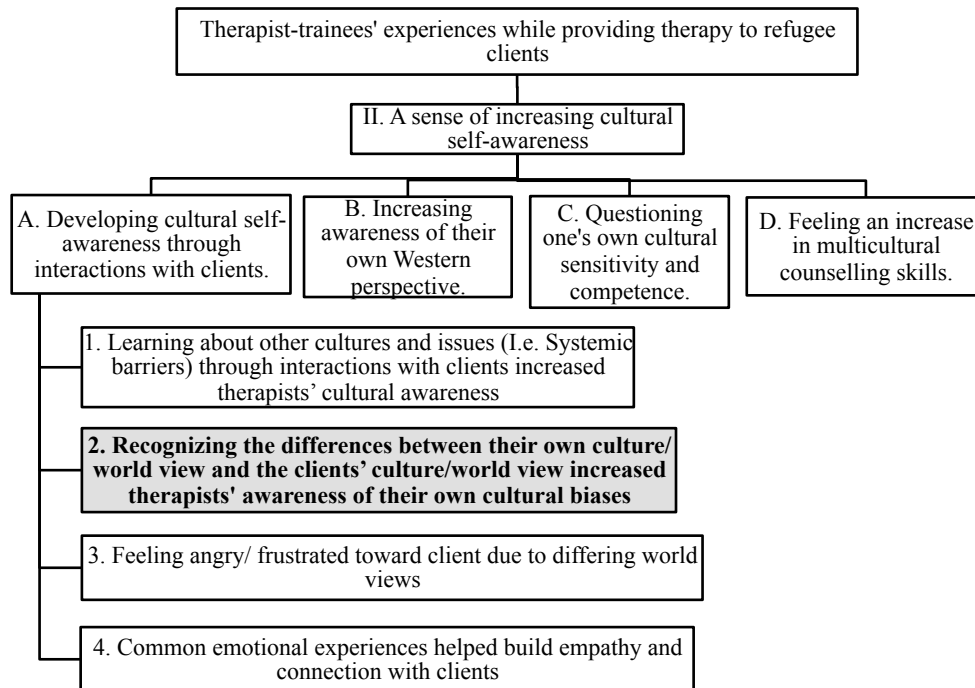 Therapist-trainees' experiences while providing therapy to refugee
clients
II. A sense of increasing cultural
self-awareness
A. Developing cultural self-
awareness through
interactions with clients.
B. Increasing
awareness of their
own Western
perspective.
C. Questioning
one's own cultural
sensitivity and
competence.
D. Feeling an increase
in multicultural
counselling skills.
1. Learning about other cultures and issues (I.e. Systemic
barriers) through interactions with clients increased
therapists’ cultural awareness
2. Recognizing the differences between their own culture/
world view and the clients’ culture/world view increased
therapists' awareness of their own cultural biases
3. Feeling angry/ frustrated toward client due to differing world
views
4. Common emotional experiences helped build empathy and
connection with clients